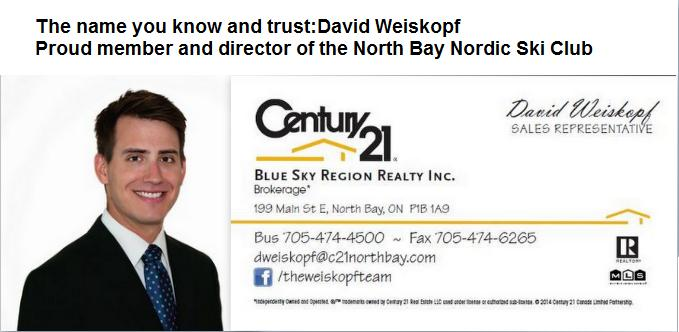 The name you know and trust:David Weiskopf
Proud member and director of the North Bay Nordic Ski Club
Century 21
David Weiskopf
SALES REPRESENTATIVE
BLUE SKY REGION REALTY INC.
Brokerage*
199 Main St E, North Bay, ON P1B 1A9
Bus 705-474-4500 ~ Fax 705-474-6265
dweiskopf@c21northbay.com
f /theweiskopfteam
R
REALTOR®
MLS
*Independently Owned and Operated. ®/™ trademarks owned by Century 21 Real Estate LLC used under license or authorized sub-license. © 2014 Century 21 Canada Limited Partnership.